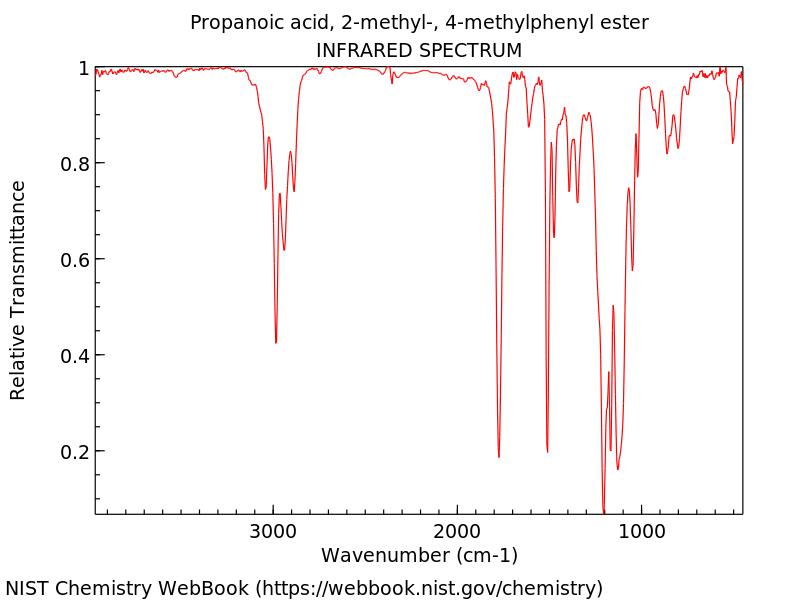 Propanoic acid, 2-methyl-, 4-methylphenyl ester
INFRARED SPECTRUM
1
0.8
0.6
0.4
0.2
Relative Transmittance
3000 2000 1000
Wavenumber (cm-1)
NIST Chemistry WebBook (https://webbook.nist.gov/chemistry)